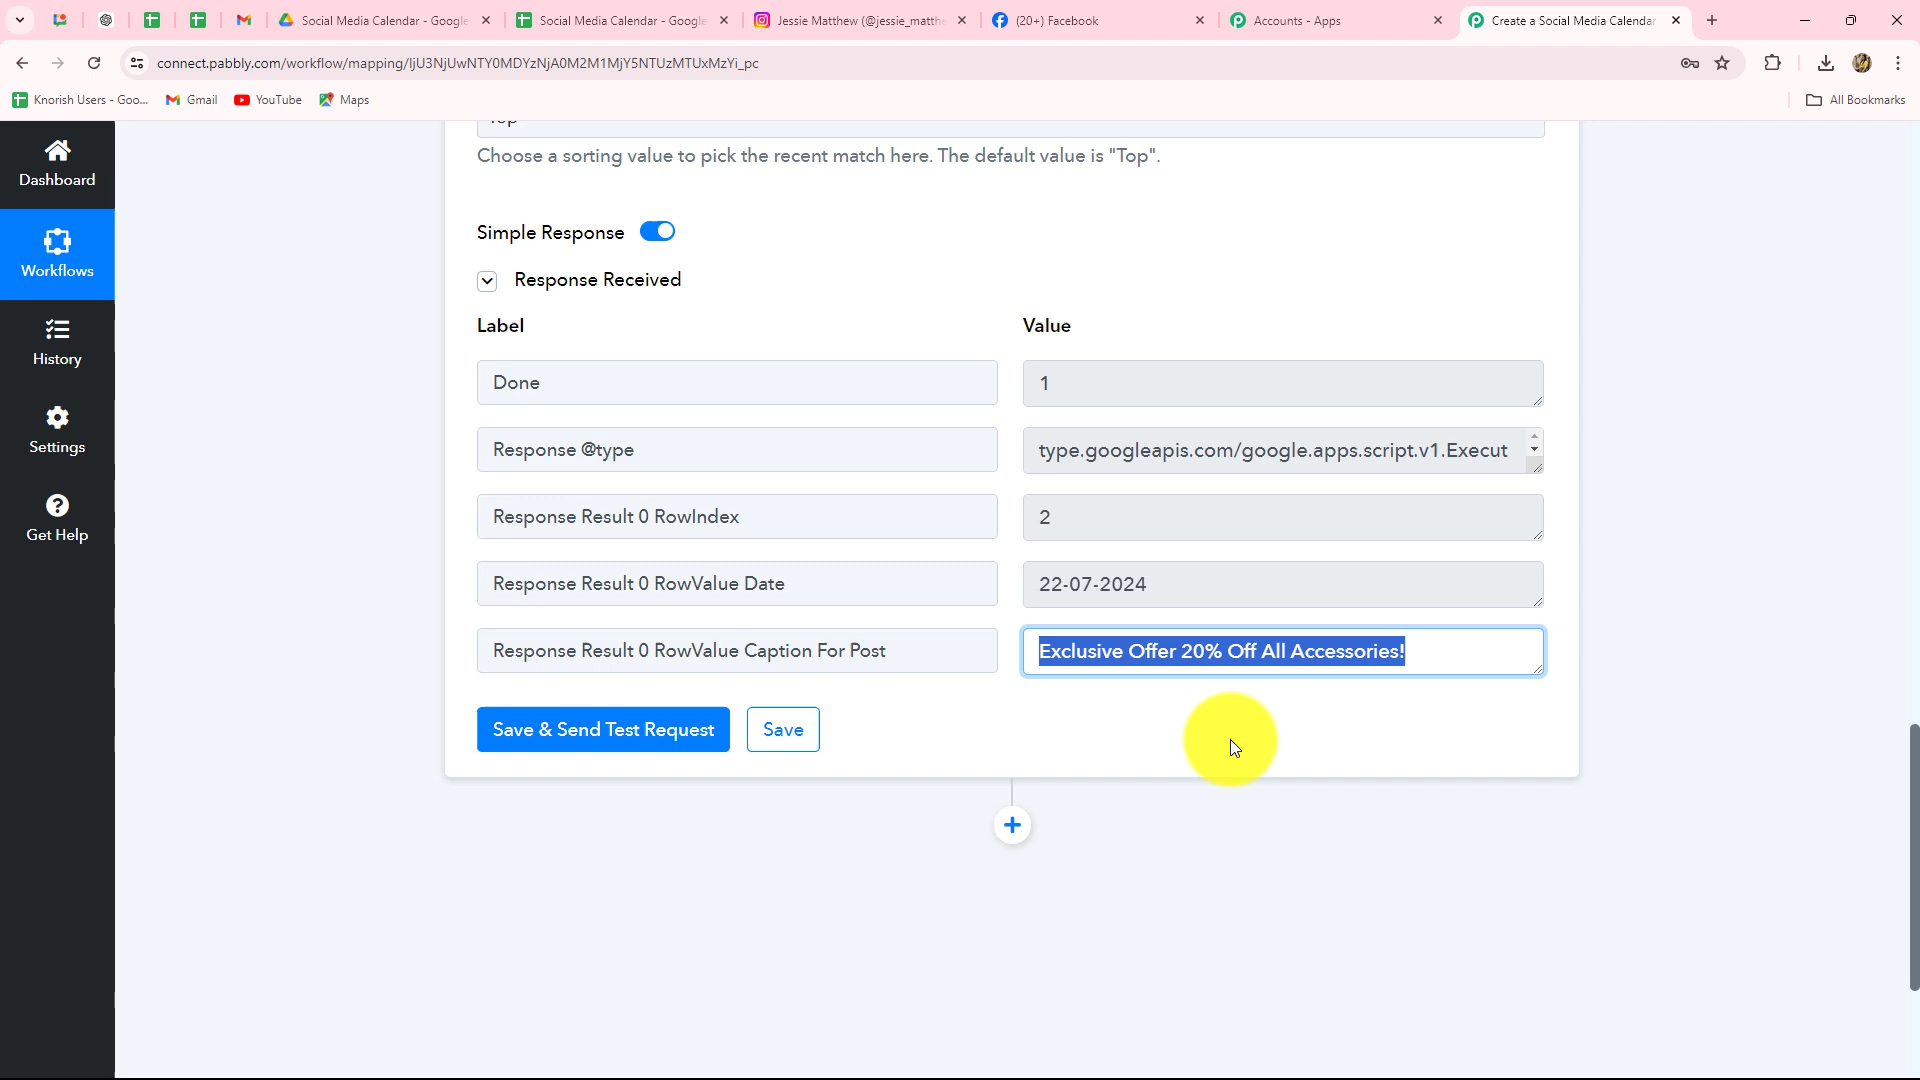 Social Media Calendar - Google
Social Media Calendar - Google
Jessie Matthew (@jessie_matthe
(20+) Facebook
Accounts - Apps
Create a Social Media Calendar
connect.pabbly.com/workflow/mapping/IjU3NjUwNTY0MDYzNjA0M2M1MjY5NTUzMTUxMzYi_pc
Knorish Users - Goo...
Gmail
YouTube
Maps
All Bookmarks
Dashboard
Workflows
History
Settings
Get Help
Top
Choose a sorting value to pick the recent match here. The default value is "Top".
Simple Response
Response Received
Label
Value
Done
1
Response @type
type.googleapis.com/google.apps.script.v1.Execut
Response Result 0 RowIndex
2
Response Result 0 RowValue Date
22-07-2024
Response Result 0 RowValue Caption For Post
Exclusive Offer 20% Off All Accessories!
Save & Send Test Request
Save